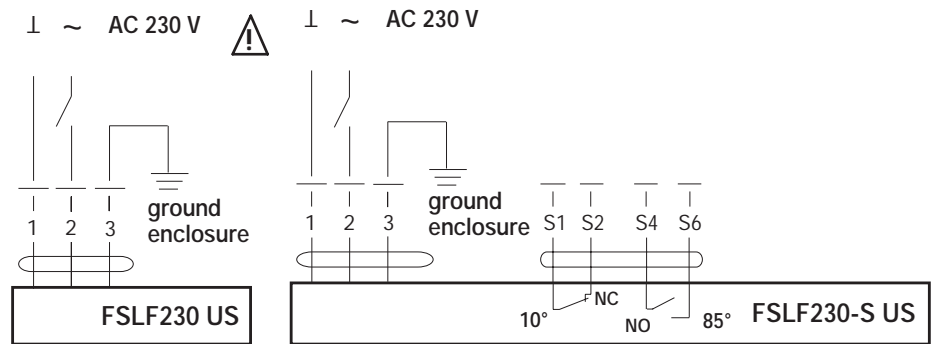 ⊥ ~ AC 230 V
1 2 3
ground
enclosure
FSLF230 US
⊥ ~ AC 230 V
1 2 3
ground
enclosure
S1 S2 S4 S6
10° NC
NO 85°
FSLF230-S US